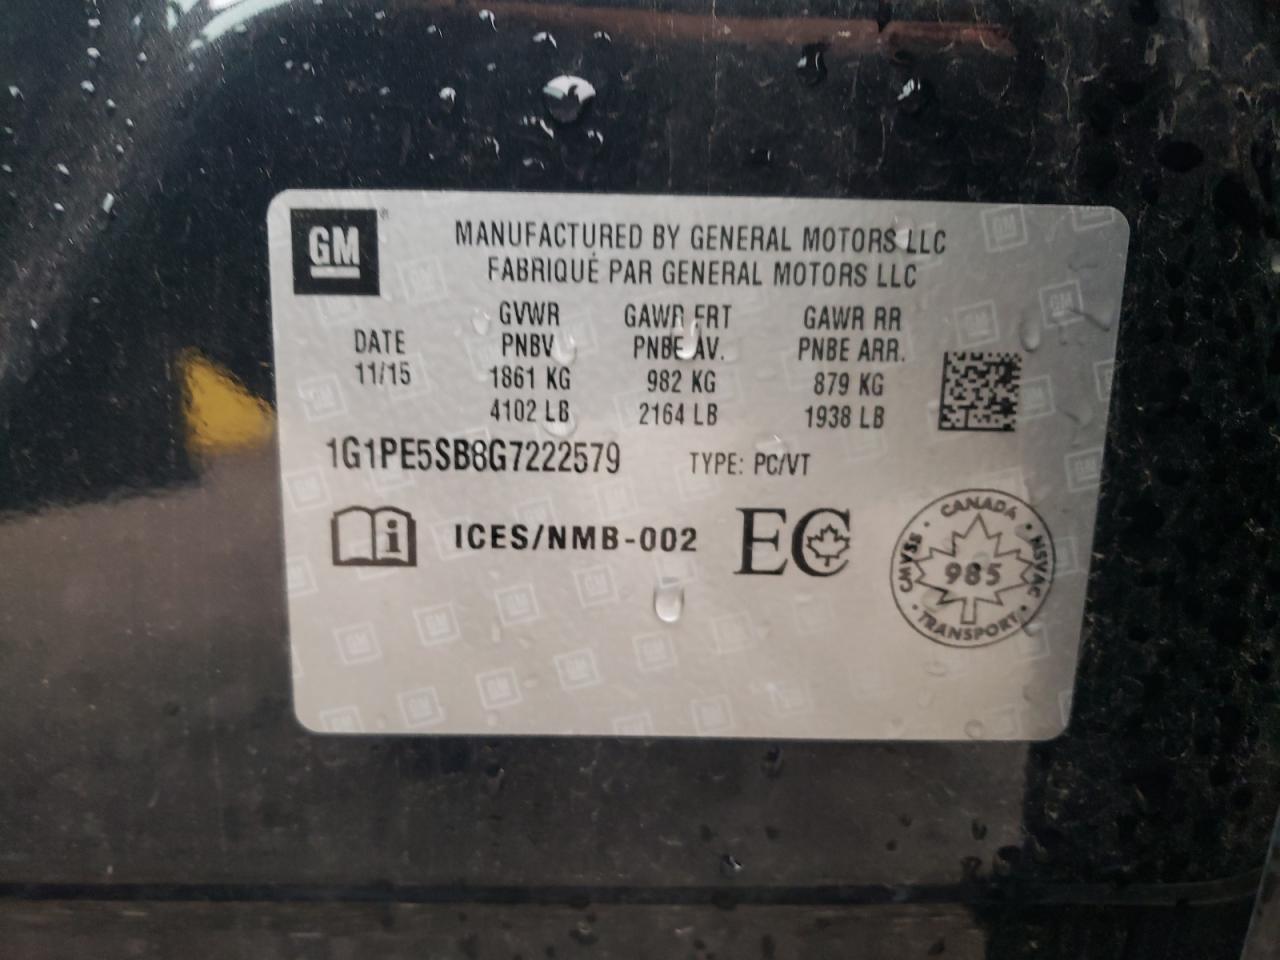 GM®
MANUFACTURED BY GENERAL MOTORS LLC
FABRIQUÉ PAR GENERAL MOTORS LLC
DATE
11/15
GVWR
PNBV
1861 KG
4102 LB
GAWR FRT
PNBE AV.
982 KG
2164 LB
GAWR RR
PNBE ARR.
879 KG
1938 LB
1G1PE5SB8G7222579
TYPE: PC/VT
i
ICES/NMB-002
EC
CANADA
CMVSS
985
NSVAC
TRANSPORT